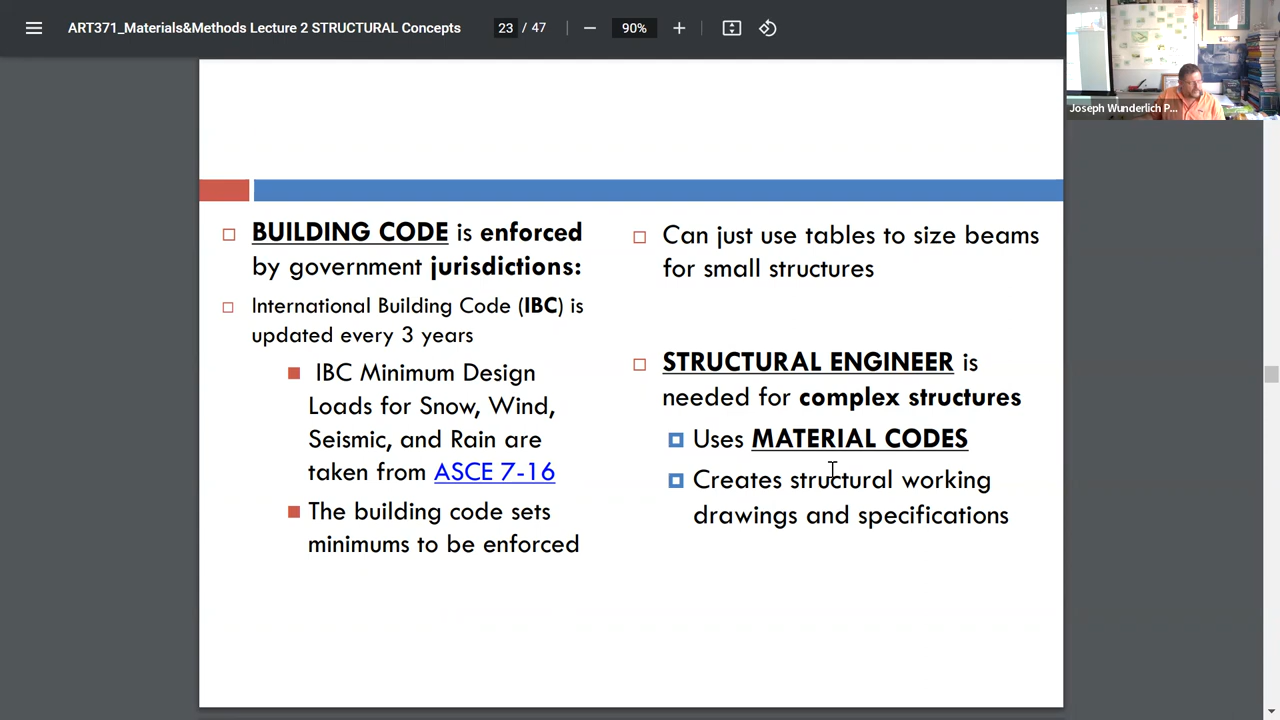 ART371_Materials&Methods Lecture 2 STRUCTURAL Concepts
23 / 47
90%
Joseph Wunderlich P...
BUILDING CODE is enforced
by government jurisdictions:
International Building Code (IBC) is
updated every 3 years
IBC Minimum Design
Loads for Snow, Wind,
Seismic, and Rain are
taken from ASCE 7-16
The building code sets
minimums to be enforced
Can just use tables to size beams
for small structures
STRUCTURAL ENGINEER is
needed for complex structures
Uses MATERIAL CODES
Creates structural working
drawings and specifications